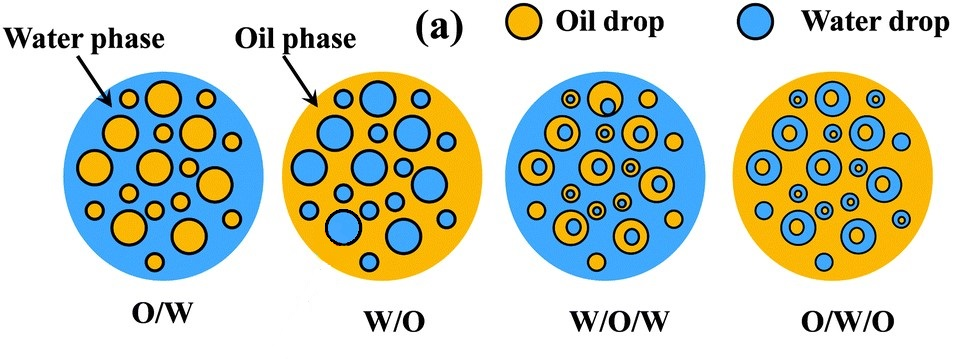 (a)
Oil drop
Water drop
Water phase
Oil phase
O/W
W/O
W/O/W
O/W/O